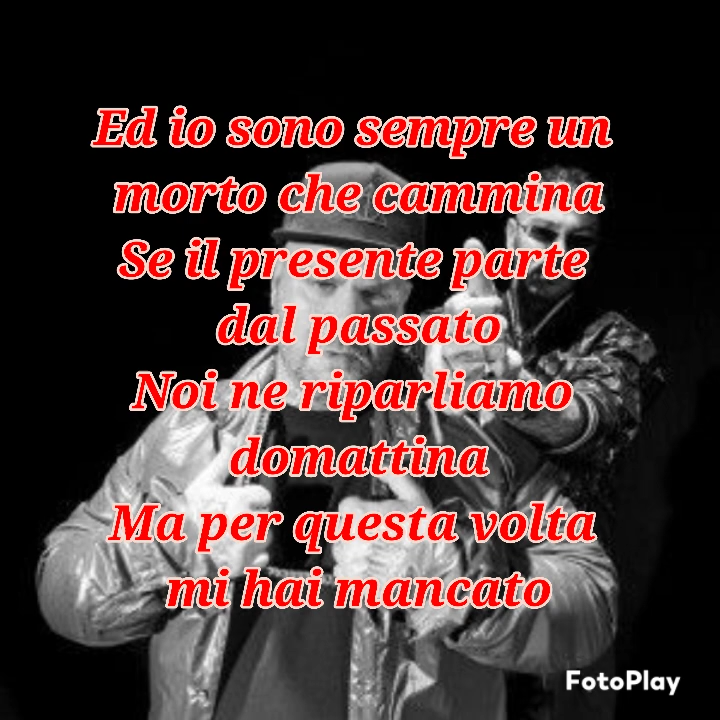 Ed io sono sempre un
morto che cammina
Se il presente parte
dal passato
Noi ne riparliamo
domattina
Ma per questa volta
mi hai mancato
FotoPlay